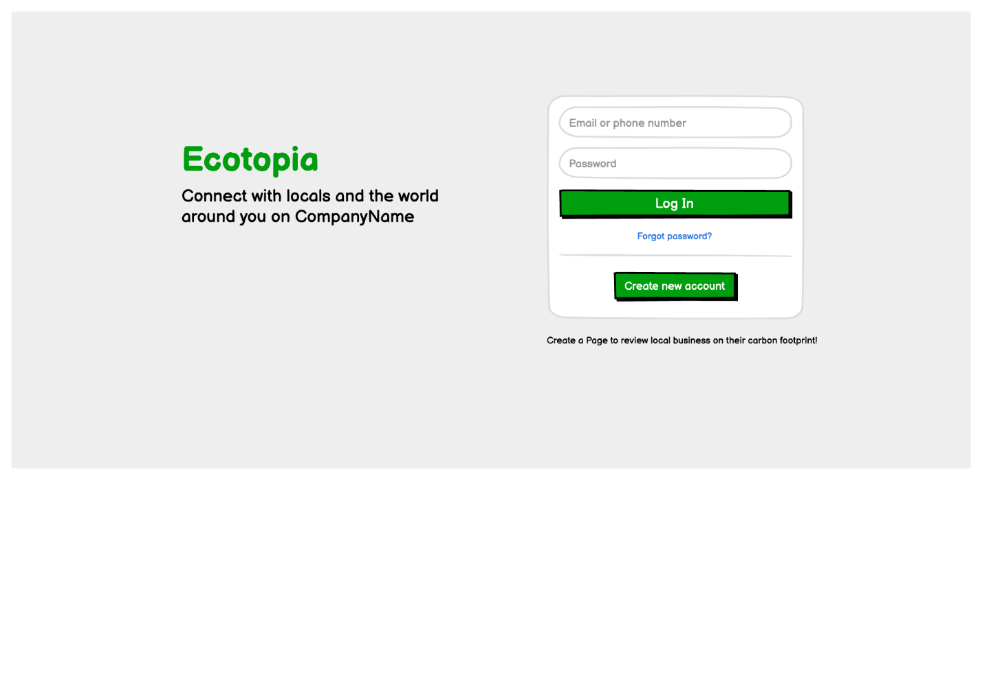 Ecotopia
Connect with locals and the world
around you on CompanyName
Email or phone number
Password
Log In
Forgot password?
Create new account
Create a Page to review local business on their carbon footprint!